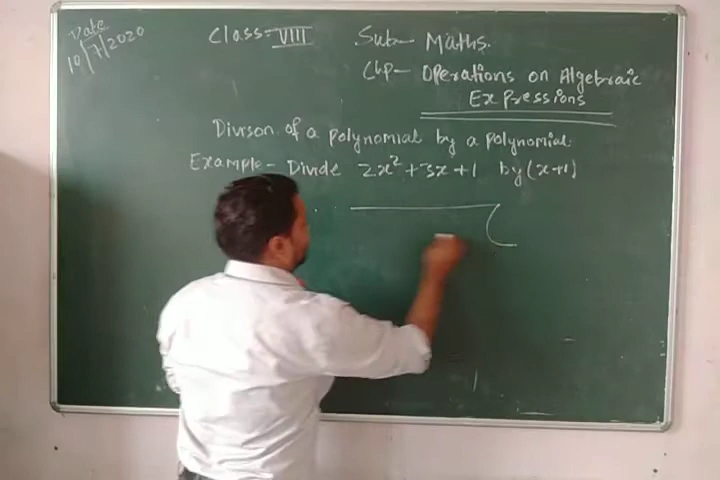 Date
10/7/2020
Class- VIII Sub- Maths.
Chp- Operations on Algebraic
Expressions
Divison of a polynomial by a polynomial.
Example- Divide 2x² + 3x + 1 by (x+1)